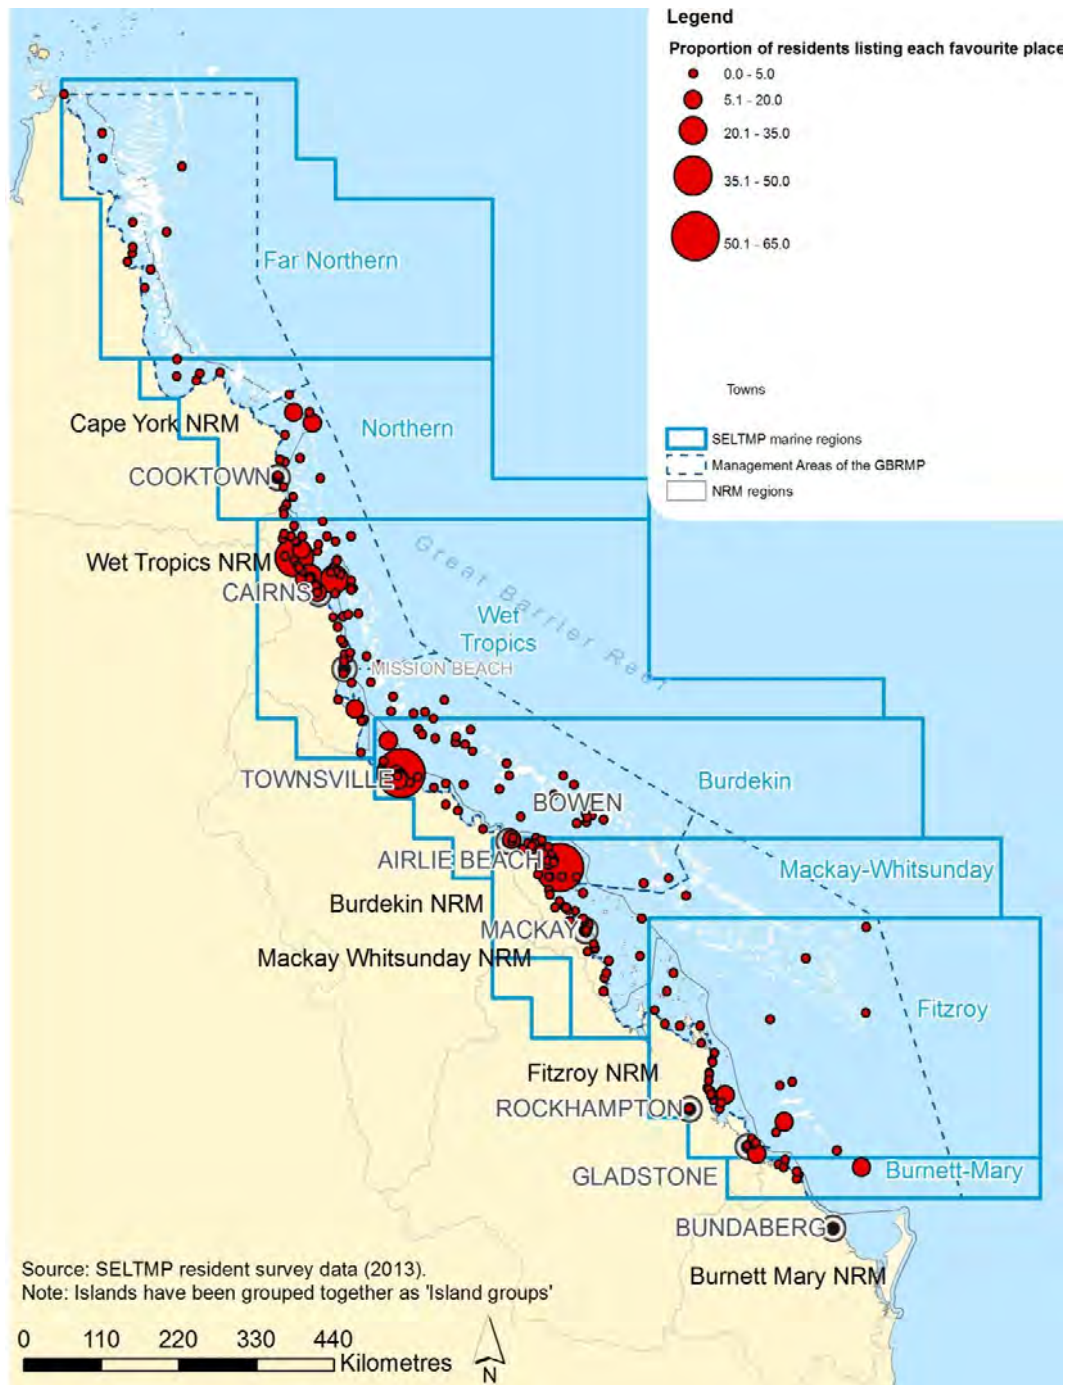 Legend
Proportion of residents listing each favourite place
0.0 - 5.0
5.1 - 20.0
20.1 - 35.0
35.1 - 50.0
50.1 - 65.0
Towns
SELTMP marine regions
Management Areas of the GBRMP
NRM regions
Far Northern
Cape York NRM
Northern
COOKTOWN
Great Barrier Reef
Wet Tropics NRM
CAIRNS
Wet
Tropics
MISSION BEACH
TOWNSVILLE
Burdekin
BOWEN
AIRLIE BEACH
Mackay-Whitsunday
Burdekin NRM
MACKAY
Mackay Whitsunday NRM
Fitzroy
Fitzroy NRM
ROCKHAMPTON
GLADSTONE
Burnett-Mary
BUNDABERG
Burnett Mary NRM
Source: SELTMP resident survey data (2013).
Note: Islands have been grouped together as 'Island groups'
0 110 220 330 440
Kilometres
N